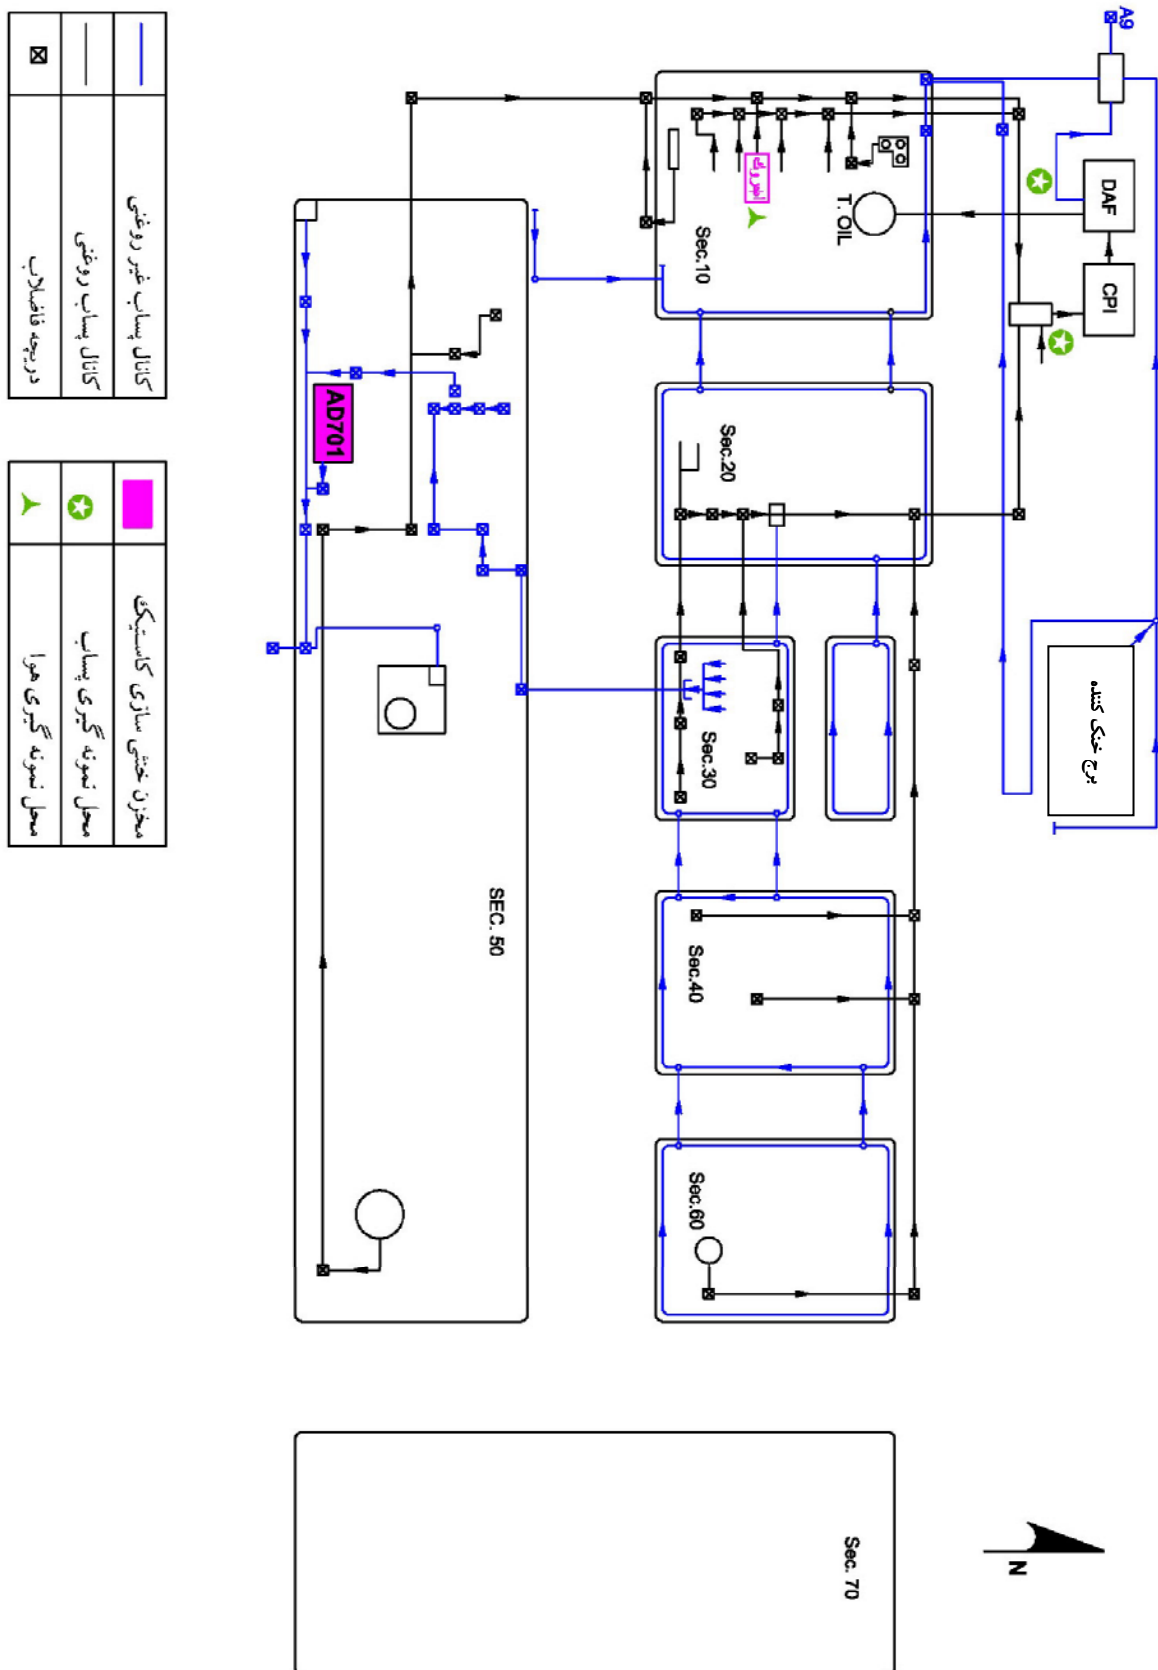 A9
DAF
CPI
T. OIL
Sec.10
Sec.20
Sec.30
Sec.40
Sec.60
SEC. 50
Sec. 70
AD701
برج خنک کننده
N
کانال پساب غیر روغنی
کانال پساب روغنی
دریچه فاضلاب
مخزن خنثی سازی کاستیک
محل نمونه گیری پساب
محل نمونه گیری هوا